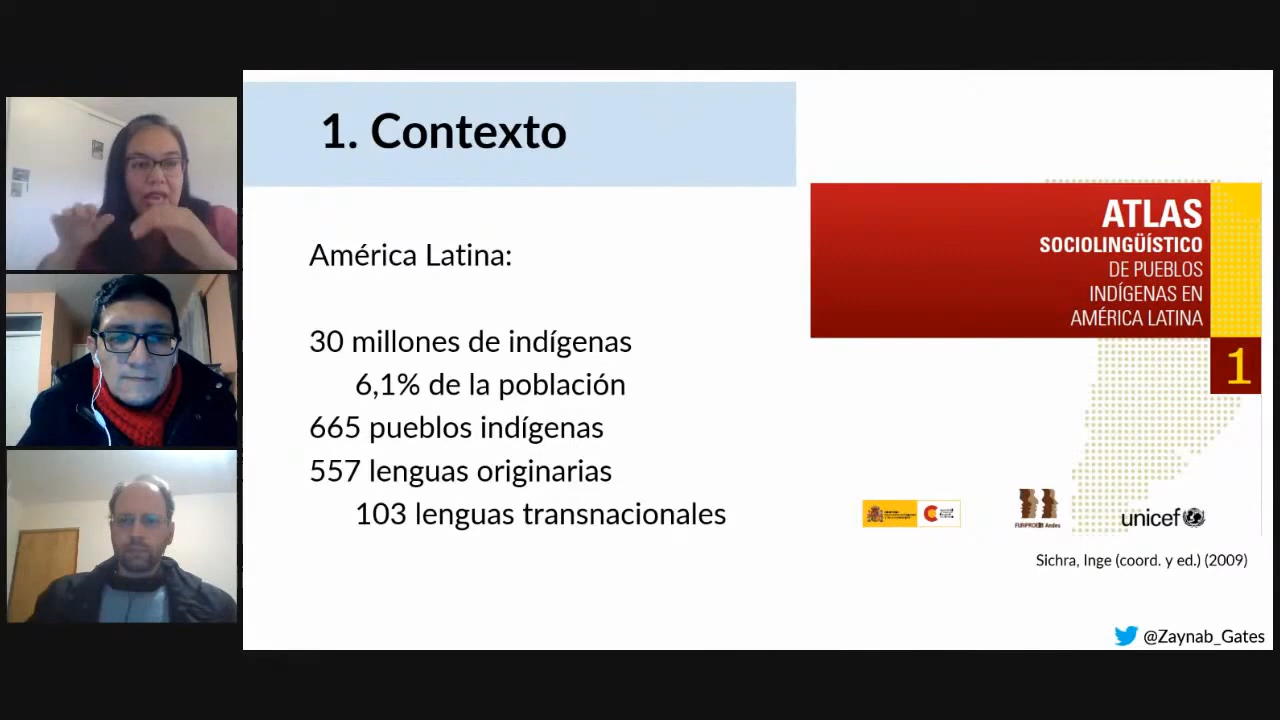 1. Contexto
América Latina:
30 millones de indígenas
6,1% de la población
665 pueblos indígenas
557 lenguas originarias
103 lenguas transnacionales
ATLAS
SOCIOLINGÜÍSTICO
DE PUEBLOS
INDÍGENAS EN
AMÉRICA LATINA
1
FUNPROEIB Andes
unicef
Sichra, Inge (coord. y ed.) (2009)
@Zaynab_Gates